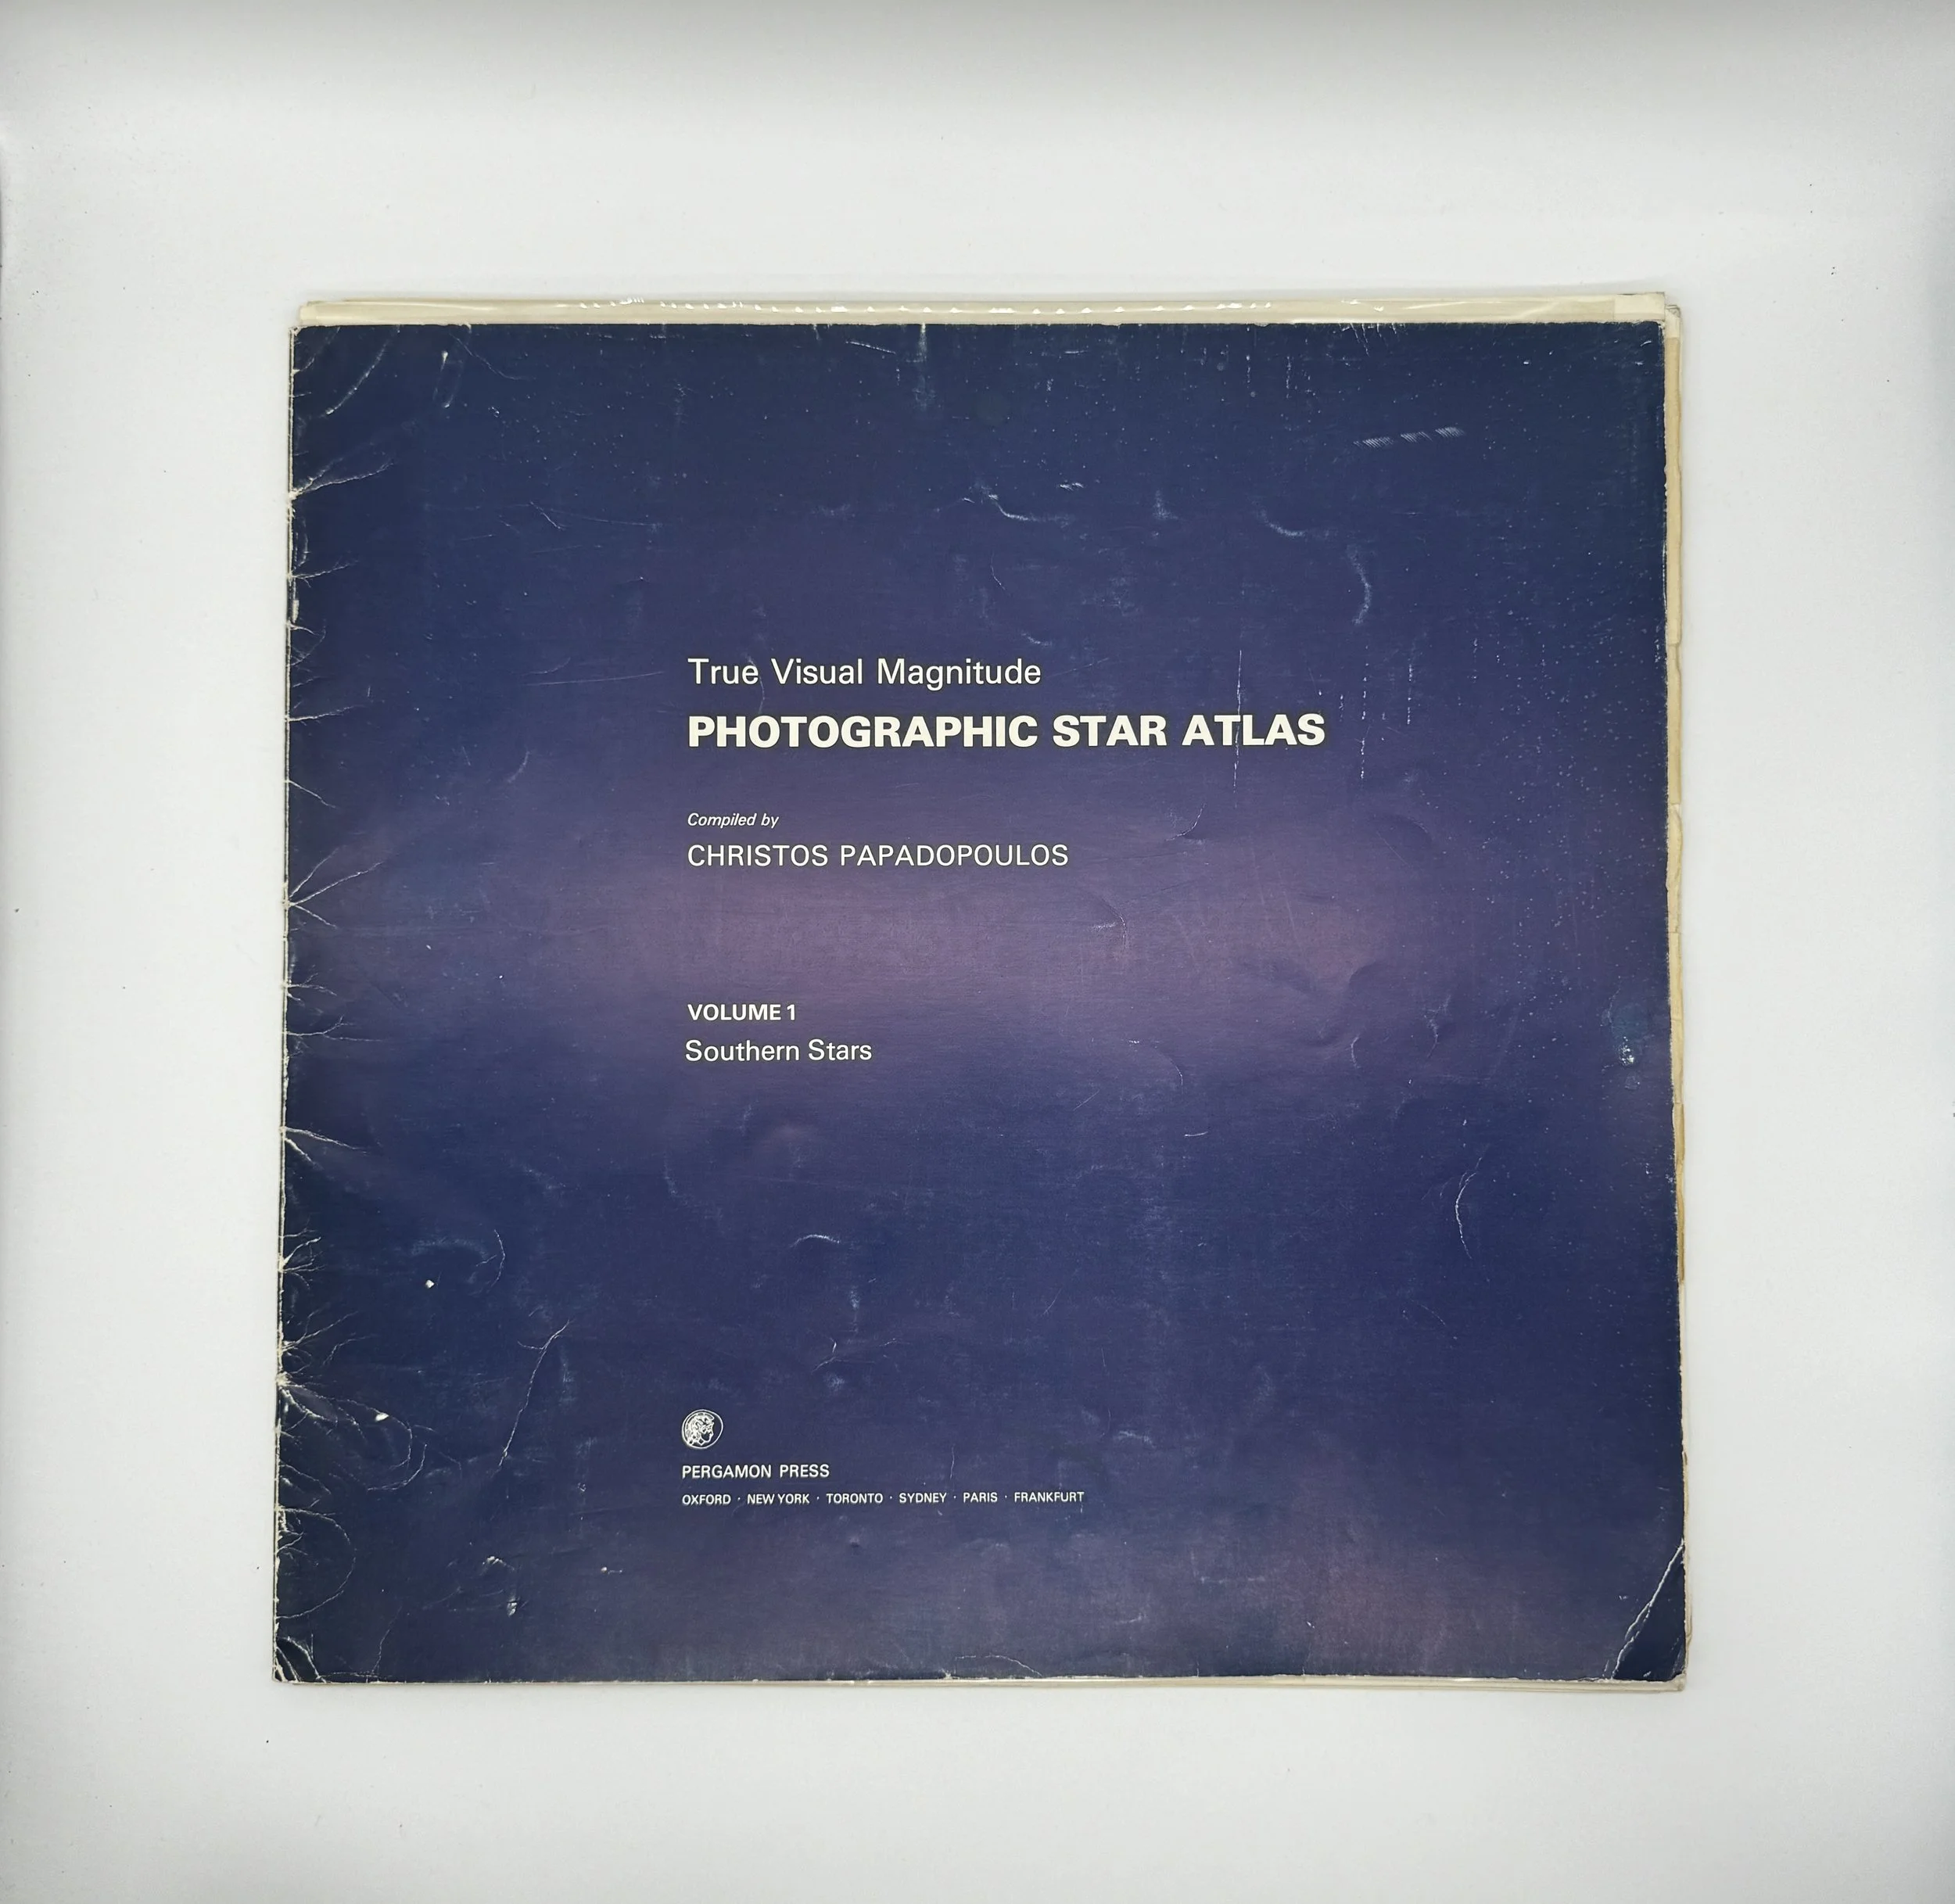 True Visual Magnitude
PHOTOGRAPHIC STAR ATLAS
Compiled by
CHRISTOS PAPADOPOULOS
VOLUME 1
Southern Stars
PERGAMON PRESS
OXFORD · NEW YORK · TORONTO · SYDNEY · PARIS · FRANKFURT